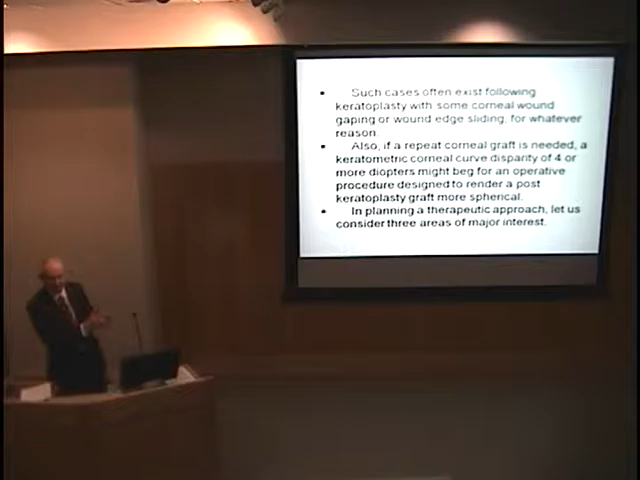 • Such cases often exist following
keratoplasty with some corneal wound
gaping or wound edge sliding, for whatever
reason.
• Also, if a repeat corneal graft is needed, a
keratometric corneal curve disparity of 4 or
more diopters might beg for an operative
procedure designed to render a post
keratoplasty graft more spherical.
• In planning a therapeutic approach, let us
consider three areas of major interest.